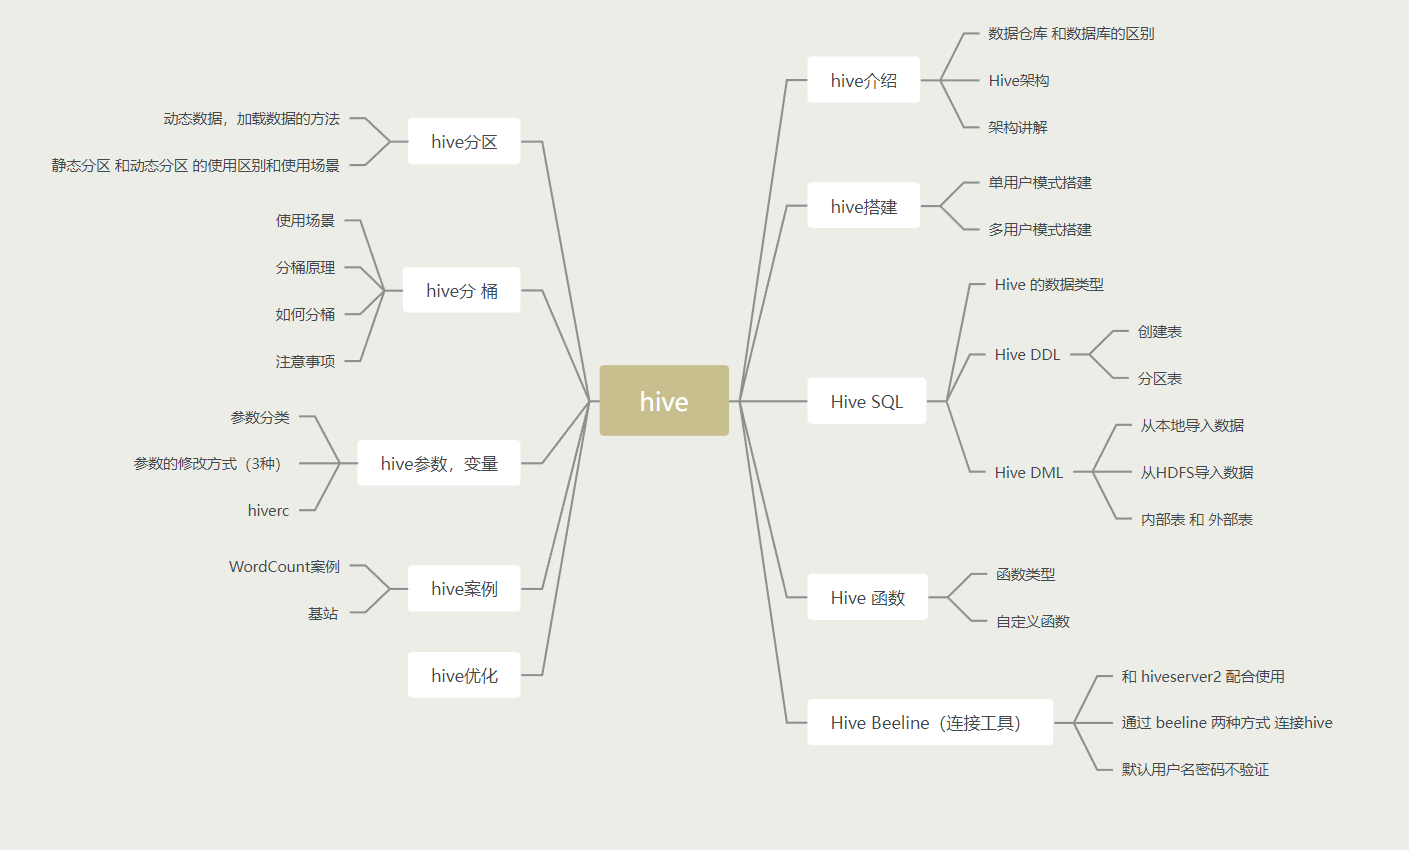 hive
hive介绍
数据仓库 和数据库的区别
Hive架构
架构讲解
hive搭建
单用户模式搭建
多用户模式搭建
Hive SQL
Hive 的数据类型
Hive DDL
创建表
分区表
Hive DML
从本地导入数据
从HDFS导入数据
内部表 和 外部表
Hive 函数
函数类型
自定义函数
Hive Beeline（连接工具）
和 hiveserver2 配合使用
通过 beeline 两种方式 连接hive
默认用户名密码不验证
hive分区
动态数据，加载数据的方法
静态分区 和动态分区 的使用区别和使用场景
hive分 桶
使用场景
分桶原理
如何分桶
注意事项
hive参数，变量
参数分类
参数的修改方式（3种）
hiverc
hive案例
WordCount案例
基站
hive优化